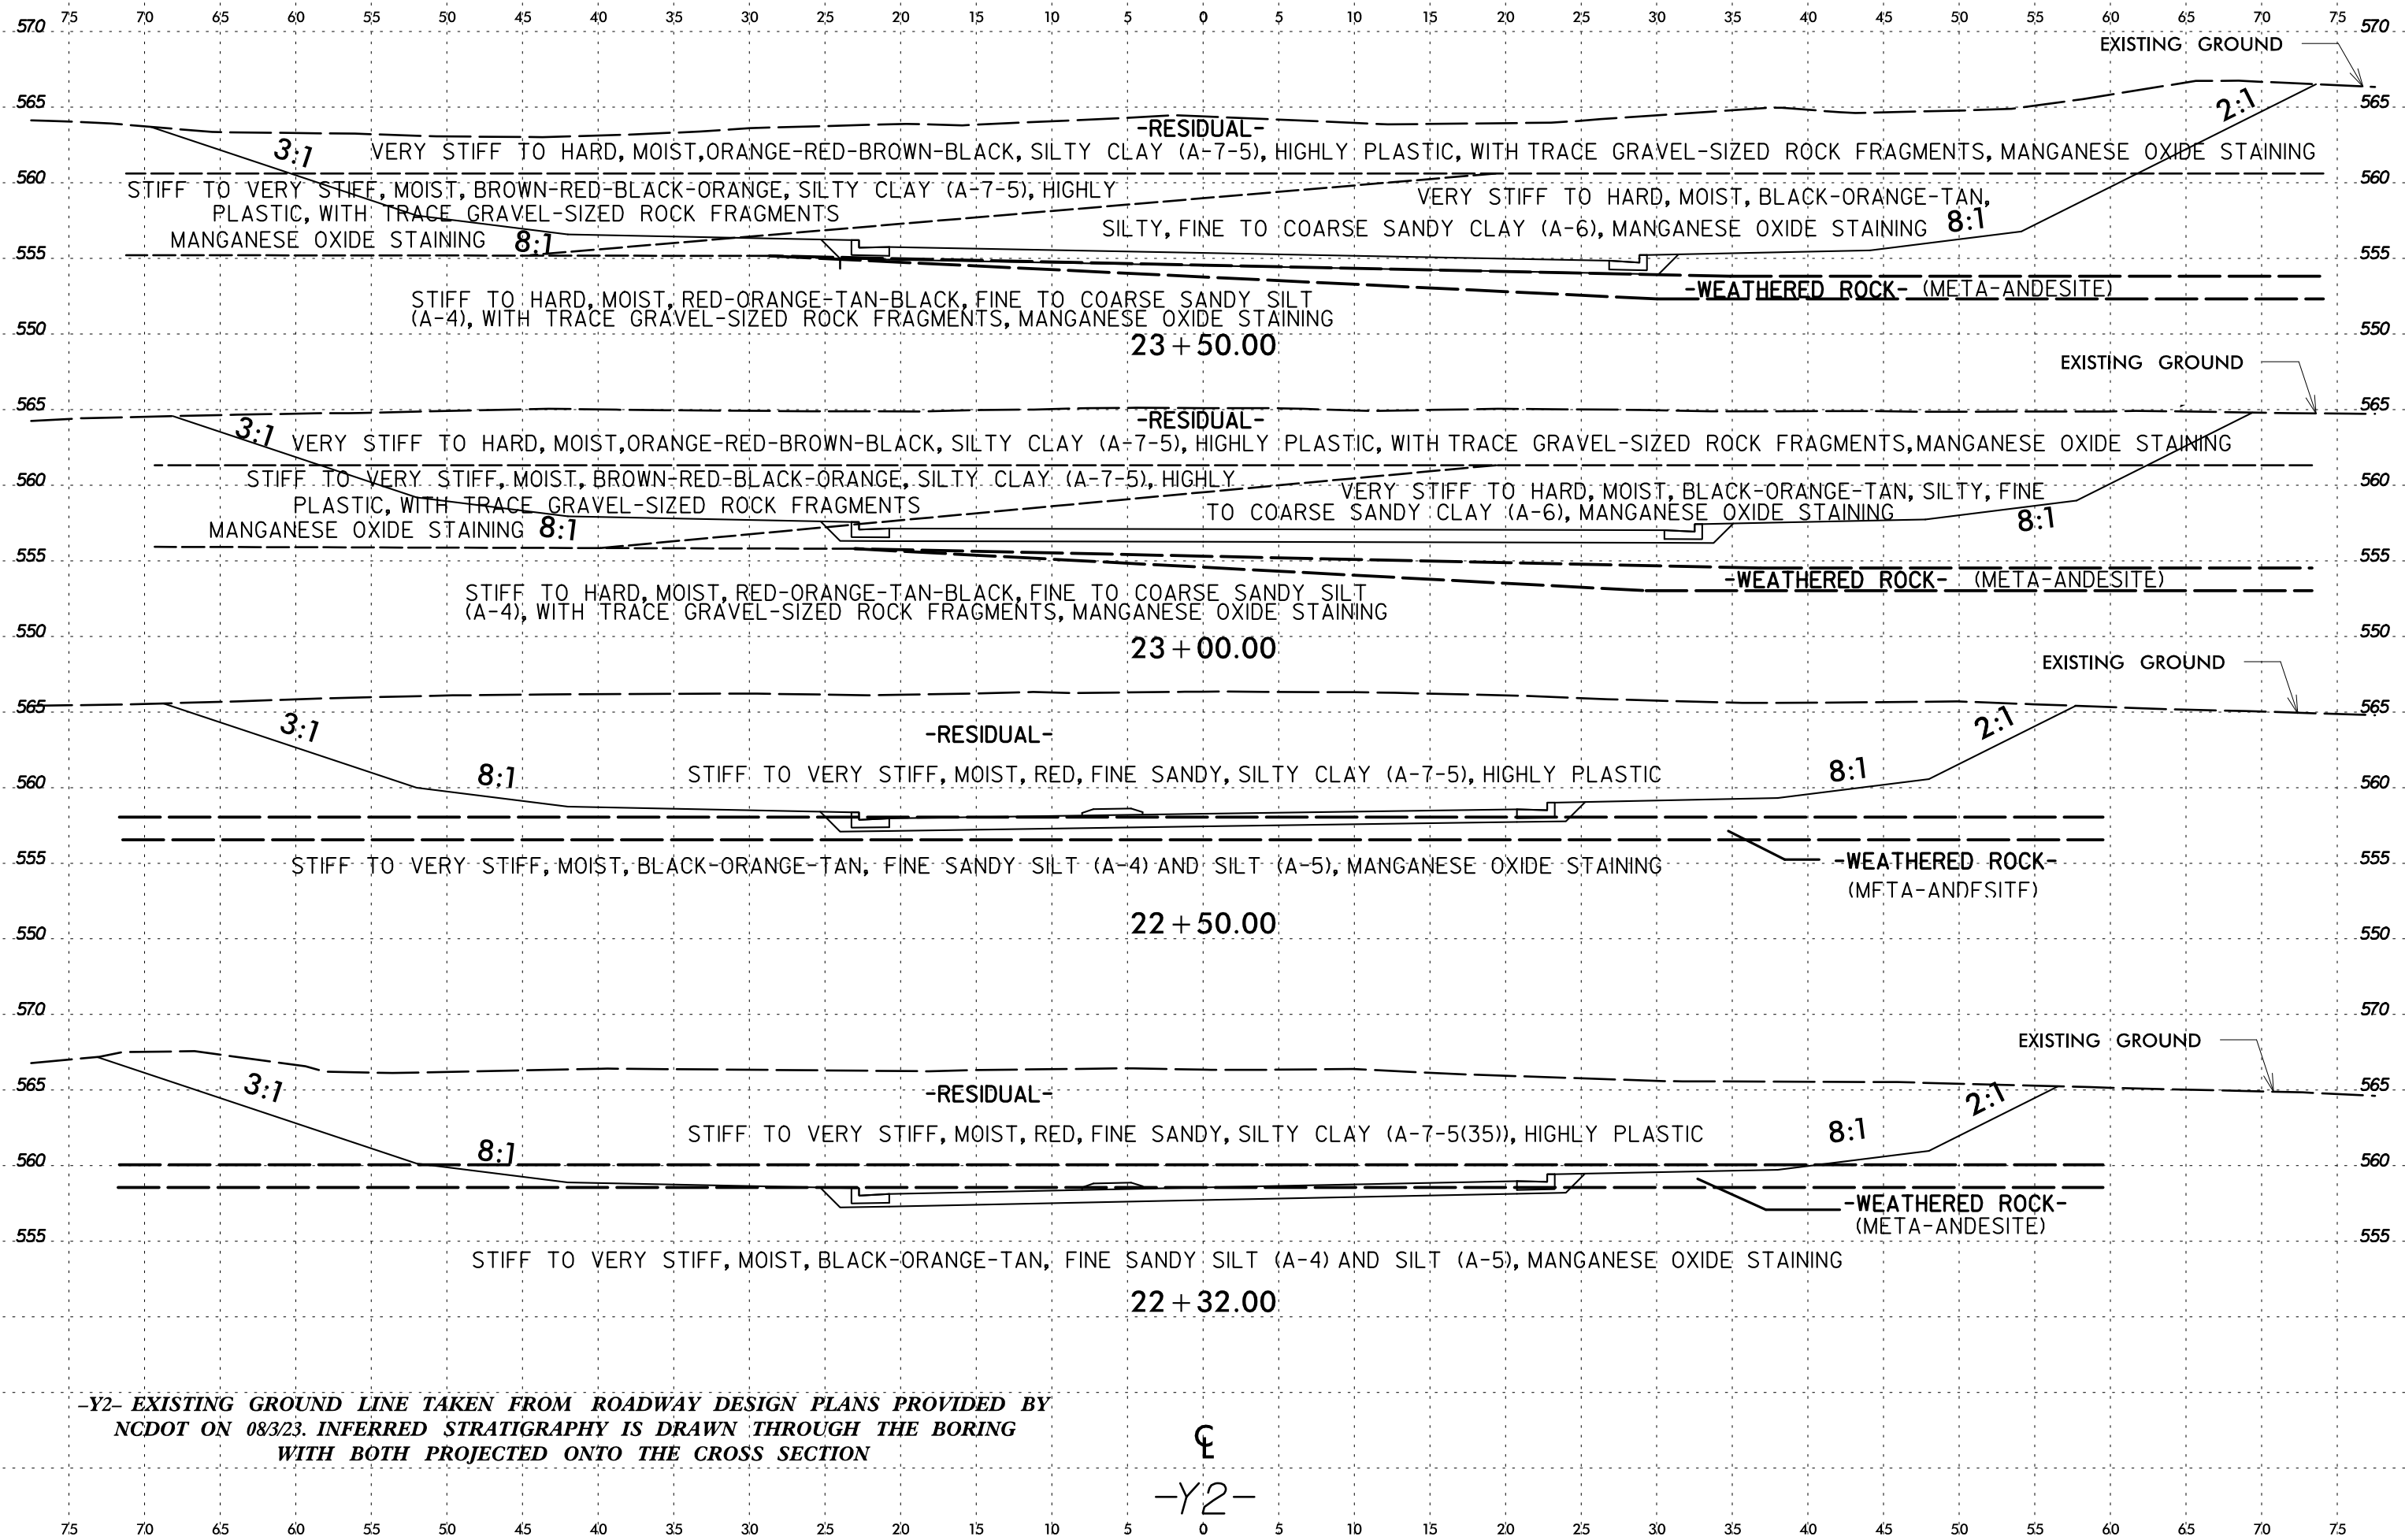 75 70 65 60 55 50 45 40 35 30 25 20 15 10 5 0 5 10 15 20 25 30 35 40 45 50 55 60 65 70 75
570 570
EXISTING GROUND
565 565
2:1
-RESIDUAL-
3:1
VERY STIFF TO HARD, MOIST,ORANGE-RED-BROWN-BLACK, SILTY CLAY (A-7-5), HIGHLY PLASTIC, WITH TRACE GRAVEL-SIZED ROCK FRAGMENTS, MANGANESE OXIDE STAINING
560 560
STIFF TO VERY STIFF, MOIST, BROWN-RED-BLACK-ORANGE, SILTY CLAY (A-7-5), HIGHLY
PLASTIC, WITH TRACE GRAVEL-SIZED ROCK FRAGMENTS
MANGANESE OXIDE STAINING
8:1
VERY STIFF TO HARD, MOIST, BLACK-ORANGE-TAN,
SILTY, FINE TO COARSE SANDY CLAY (A-6), MANGANESE OXIDE STAINING
8:1
555 555
-WEATHERED ROCK- (META-ANDESITE)
STIFF TO HARD, MOIST, RED-ORANGE-TAN-BLACK, FINE TO COARSE SANDY SILT
(A-4), WITH TRACE GRAVEL-SIZED ROCK FRAGMENTS, MANGANESE OXIDE STAINING
550 550
23+50.00
EXISTING GROUND
565 565
-RESIDUAL-
3:1
VERY STIFF TO HARD, MOIST,ORANGE-RED-BROWN-BLACK, SILTY CLAY (A-7-5), HIGHLY PLASTIC, WITH TRACE GRAVEL-SIZED ROCK FRAGMENTS,MANGANESE OXIDE STAINING
STIFF TO VERY STIFF, MOIST, BROWN-RED-BLACK-ORANGE, SILTY CLAY (A-7-5), HIGHLY
560 560
PLASTIC, WITH TRACE GRAVEL-SIZED ROCK FRAGMENTS
MANGANESE OXIDE STAINING
8:1
VERY STIFF TO HARD, MOIST, BLACK-ORANGE-TAN, SILTY, FINE
TO COARSE SANDY CLAY (A-6), MANGANESE OXIDE STAINING
8:1
555 555
-WEATHERED ROCK- (META-ANDESITE)
STIFF TO HARD, MOIST, RED-ORANGE-TAN-BLACK, FINE TO COARSE SANDY SILT
(A-4), WITH TRACE GRAVEL-SIZED ROCK FRAGMENTS, MANGANESE OXIDE STAINING
550 550
23+00.00
EXISTING GROUND
565 565
3:1
2:1
-RESIDUAL-
8:1
STIFF TO VERY STIFF, MOIST, RED, FINE SANDY, SILTY CLAY (A-7-5), HIGHLY PLASTIC
8:1
560 560
555 555
-WEATHERED ROCK-
(META-ANDESITE)
STIFF TO VERY STIFF, MOIST, BLACK-ORANGE-TAN, FINE SANDY SILT (A-4) AND SILT (A-5), MANGANESE OXIDE STAINING
22+50.00
550 550
570 570
EXISTING GROUND
565 565
3:1
2:1
-RESIDUAL-
STIFF TO VERY STIFF, MOIST, RED, FINE SANDY, SILTY CLAY (A-7-5(35)), HIGHLY PLASTIC
8:1
8:1
560 560
-WEATHERED ROCK-
(META-ANDESITE)
555 555
STIFF TO VERY STIFF, MOIST, BLACK-ORANGE-TAN, FINE SANDY SILT (A-4) AND SILT (A-5), MANGANESE OXIDE STAINING
22+32.00
-Y2- EXISTING GROUND LINE TAKEN FROM ROADWAY DESIGN PLANS PROVIDED BY
NCDOT ON 08/3/23. INFERRED STRATIGRAPHY IS DRAWN THROUGH THE BORING
WITH BOTH PROJECTED ONTO THE CROSS SECTION
℄
-Y2-
75 70 65 60 55 50 45 40 35 30 25 20 15 10 5 0 5 10 15 20 25 30 35 40 45 50 55 60 65 70 75